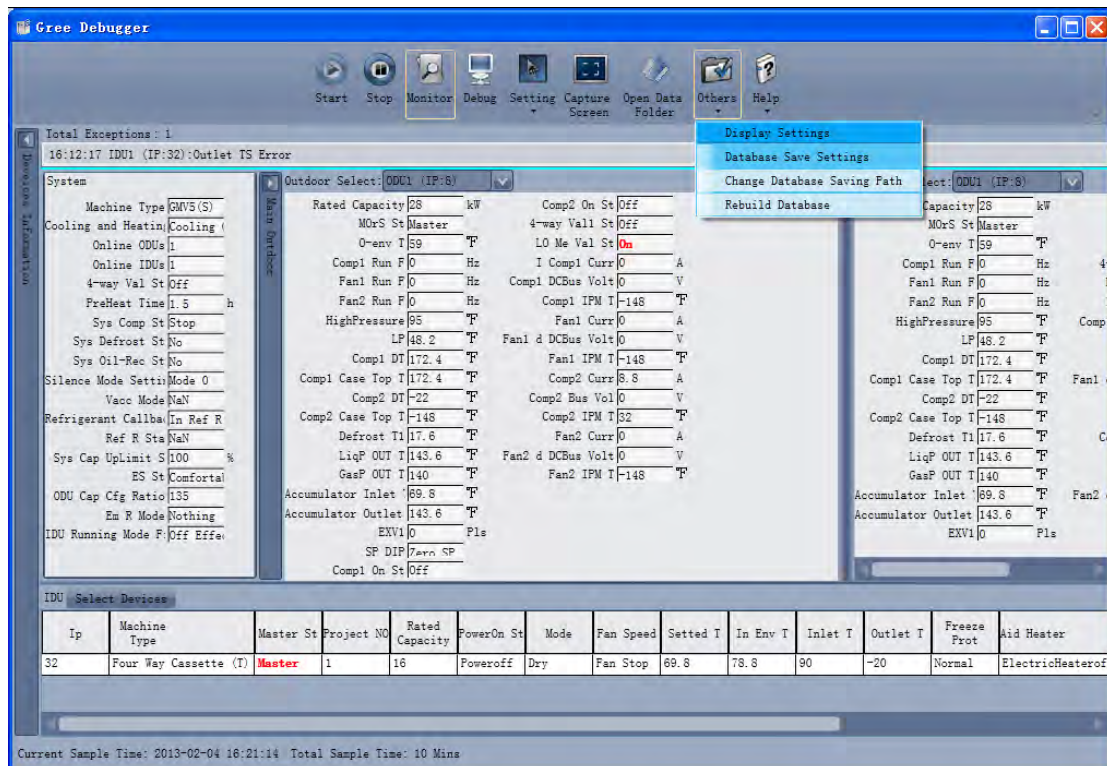 Gree Debugger
Start Stop Monitor Debug Setting Capture Screen Open Data Folder Others Help
Total Exceptions: 1
16:12:17 IDU1 (IP:32):Outlet TS Error
Display Settings
Database Save Settings
Change Database Saving Path
Rebuild Database
Devices Information
System
Machine Type GMV5(S)
Cooling and Heating Cooling (
Online ODUs 1
Online IDUs 1
4-way Val St Off
PreHeat Time 1.5 h
Sys Comp St Stop
Sys Defrost St No
Sys Oil-Rec St No
Silence Mode Settin Mode 0
Vacc Mode NaN
Refrigerant Callba In Ref R
Ref R Sta NaN
Sys Cap UpLimit S 100 %
ES St Comfortal
ODU Cap Cfg Ratio 135
Em R Mode Nothing
IDU Running Mode F: Off Effe
Main Outdoor
Outdoor Select: ODU1 (IP:8)
Rated Capacity 28 kW
MOrS St Master
O-env T 59 ℉
Comp1 Run F 0 Hz
Fan1 Run F 0 Hz
Fan2 Run F 0 Hz
HighPressure 95 ℉
LP 48.2 ℉
Comp1 DT 172.4 ℉
Comp1 Case Top T 172.4 ℉
Comp2 DT -22 ℉
Comp2 Case Top T -148 ℉
Defrost T1 17.6 ℉
LiqP OUT T 143.6 ℉
GasP OUT T 140 ℉
Accumulator Inlet 69.8 ℉
Accumulator Outlet 143.6 ℉
EXV1 0 Pls
SP DIP Zero SP
Comp1 On St Off
Comp2 On St Off
4-way Val1 St Off
LO Me Val St On
I Comp1 Curr 0 A
Comp1 DCBus Volt 0 V
Comp1 IPM T -148 ℉
Fan1 Curr 0 A
Fan1 d DCBus Volt 0 V
Fan1 IPM T -148 ℉
Comp2 Curr 8.8 A
Comp2 Bus Vol 0 V
Comp2 IPM T 32 ℉
Fan2 Curr 0 A
Fan2 d DCBus Volt 0 V
Fan2 IPM T -148 ℉
lect: ODU1 (IP:8)
Capacity 28 kW
MOrS St Master
O-env T 59 ℉
Comp1 Run F 0 Hz 4
Fan1 Run F 0 Hz
Fan2 Run F 0 Hz
HighPressure 95 ℉ Comp
LP 48.2 ℉
Comp1 DT 172.4 ℉
Comp1 Case Top T 172.4 ℉ Fan1
Comp2 DT -22 ℉
Comp2 Case Top T -148 ℉
Defrost T1 17.6 ℉
LiqP OUT T 143.6 ℉
GasP OUT T 140 ℉
Accumulator Inlet 69.8 ℉ Fan2
Accumulator Outlet 143.6 ℉
EXV1 0 Pls
IDU Select Devices
Ip Machine Type Master St Project NO Rated Capacity PowerOn St Mode Fan Speed Setted T In Env T Inlet T Outlet T Freeze Prot Aid Heater
32 Four Way Cassette (T) Master 1 16 Poweroff Dry Fan Stop 69.8 78.8 90 -20 Normal ElectricHeaterof
Current Sample Time: 2013-02-04 16:21:14 Total Sample Time: 10 Mins